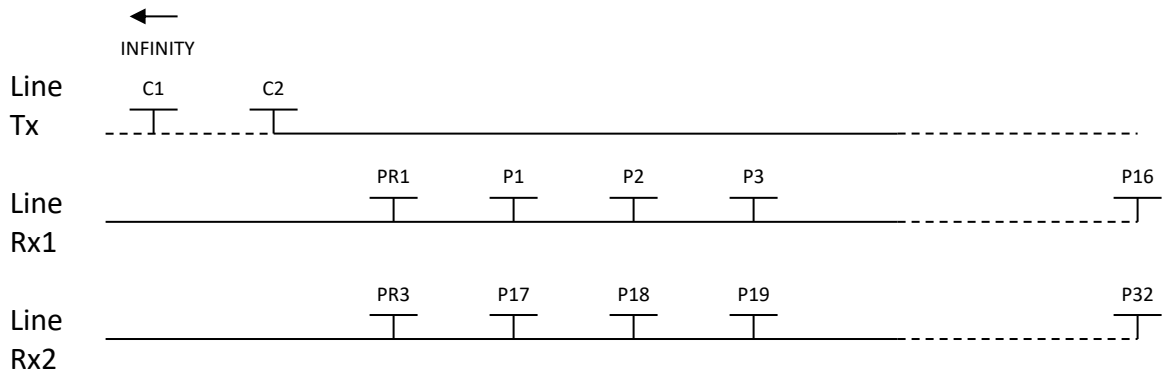 INFINITY
Line
Tx
C1 C2
Line
Rx1
PR1 P1 P2 P3 P16
Line
Rx2
PR3 P17 P18 P19 P32